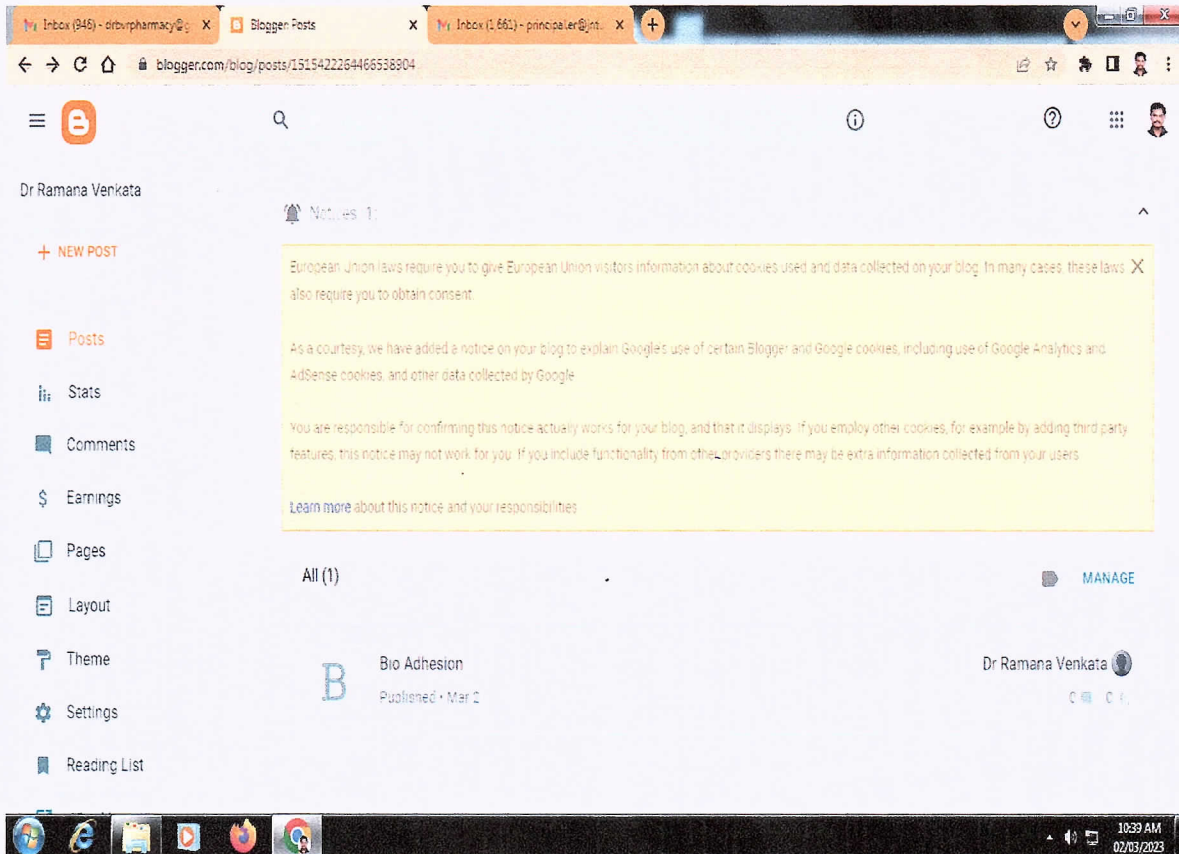 Inbox (946) - drbvrpharmacy@g
Blogger: Posts
Inbox (1,661) - principal.er@jnt...
blogger.com/blog/posts/1515422264466538904
Dr Ramana Venkata
NEW POST
Posts
Stats
Comments
$ Earnings
Pages
Layout
Theme
Settings
Reading List
European Union laws require you to give European Union visitors information about cookies used and data collected on your blog. In many cases, these laws
also require you to obtain consent.
As a courtesy, we have added a notice on your blog to explain Google's use of certain Blogger and Google cookies, including use of Google Analytics and
AdSense cookies, and other data collected by Google.
You are responsible for confirming this notice actually works for your blog, and that it displays. If you employ other cookies, for example by adding third party
features, this notice may not work for you. If you include functionality from other providers there may be extra information collected from your users.
Learn more about this notice and your responsibilities.
All (1)
MANAGE
B
Bio Adhesion
Dr Ramana Venkata
Published • Mar 2
10:39 AM
02/03/2023